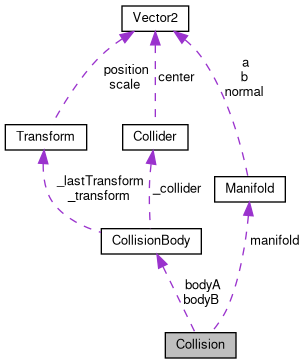 Vector2
position
scale
center
a
b
normal
Transform
Collider
Manifold
_lastTransform
_transform
_collider
manifold
CollisionBody
bodyA
bodyB
Collision